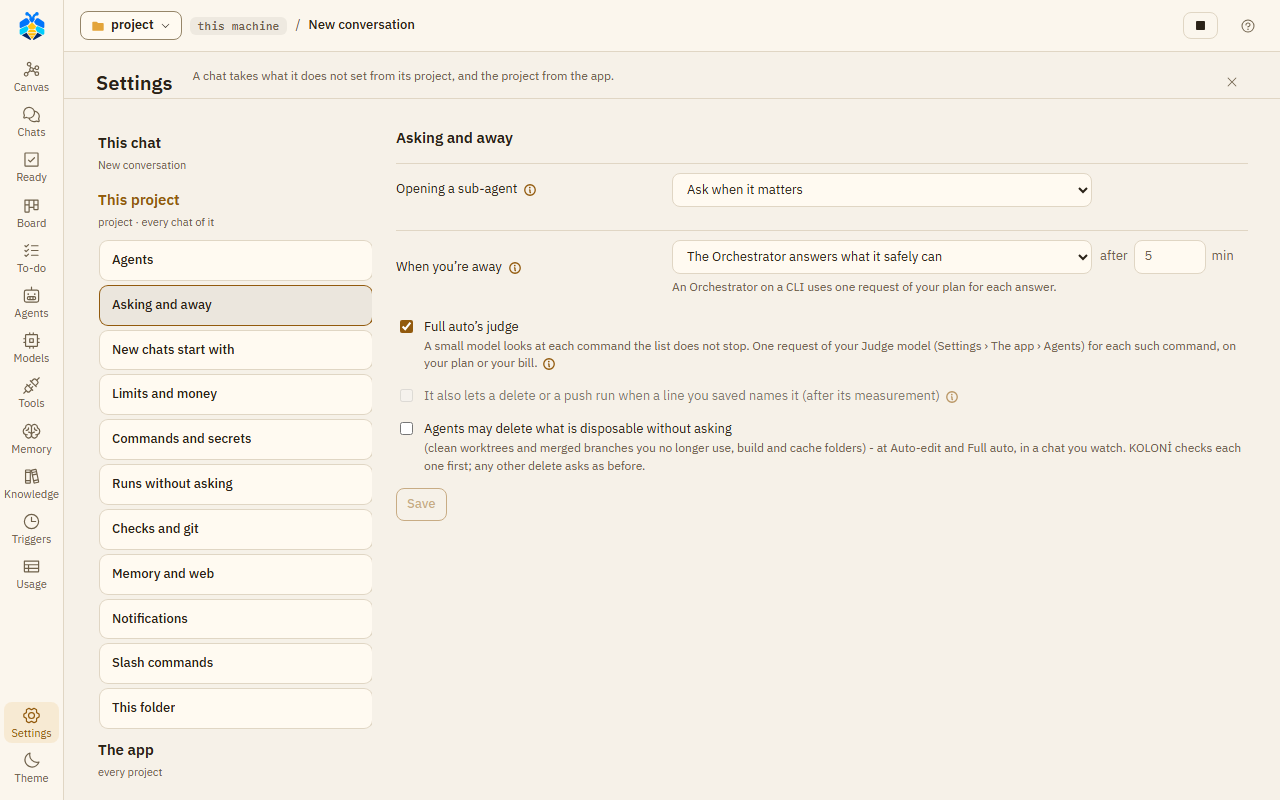 project
this machine
/
New conversation
Canvas
Chats
Ready
Board
To-do
Agents
Models
Tools
Memory
Knowledge
Triggers
Usage
Settings
Theme
Settings
A chat takes what it does not set from its project, and the project from the app.
This chat
New conversation
This project
project · every chat of it
Agents
Asking and away
New chats start with
Limits and money
Commands and secrets
Runs without asking
Checks and git
Memory and web
Notifications
Slash commands
This folder
The app
every project
Asking and away
Opening a sub-agent
Ask when it matters
When you’re away
The Orchestrator answers what it safely can
after 5 min
An Orchestrator on a CLI uses one request of your plan for each answer.
Full auto’s judge
A small model looks at each command the list does not stop. One request of your Judge model (Settings › The app › Agents) for each such command, on
your plan or your bill.
It also lets a delete or a push run when a line you saved names it (after its measurement)
Agents may delete what is disposable without asking
(clean worktrees and merged branches you no longer use, build and cache folders) - at Auto-edit and Full auto, in a chat you watch. KOLONİ checks each
one first; any other delete asks as before.
Save